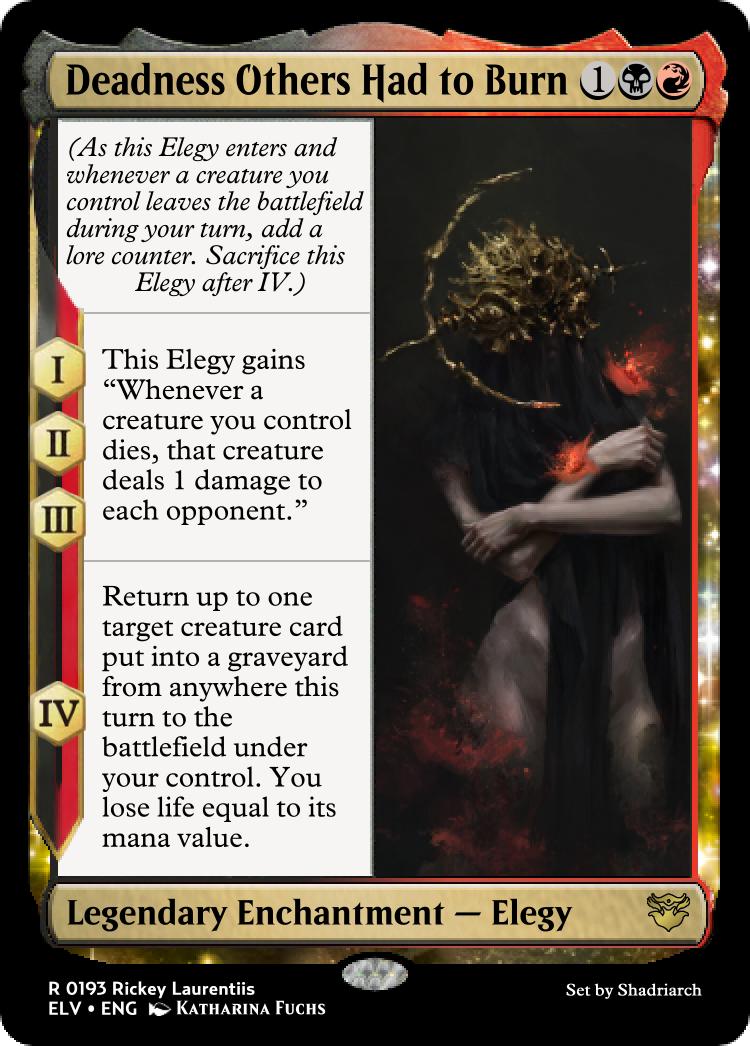 Deadness Others Had to Burn 1
(As this Elegy enters and
whenever a creature you
control leaves the battlefield
during your turn, add a
lore counter. Sacrifice this
Elegy after IV.)
I
II
III
This Elegy gains
“Whenever a
creature you control
dies, that creature
deals 1 damage to
each opponent.”
IV
Return up to one
target creature card
put into a graveyard
from anywhere this
turn to the
battlefield under
your control. You
lose life equal to its
mana value.
Legendary Enchantment — Elegy
R 0193 Rickey Laurentiis
ELV • ENG Katharina Fuchs
Set by Shadriarch